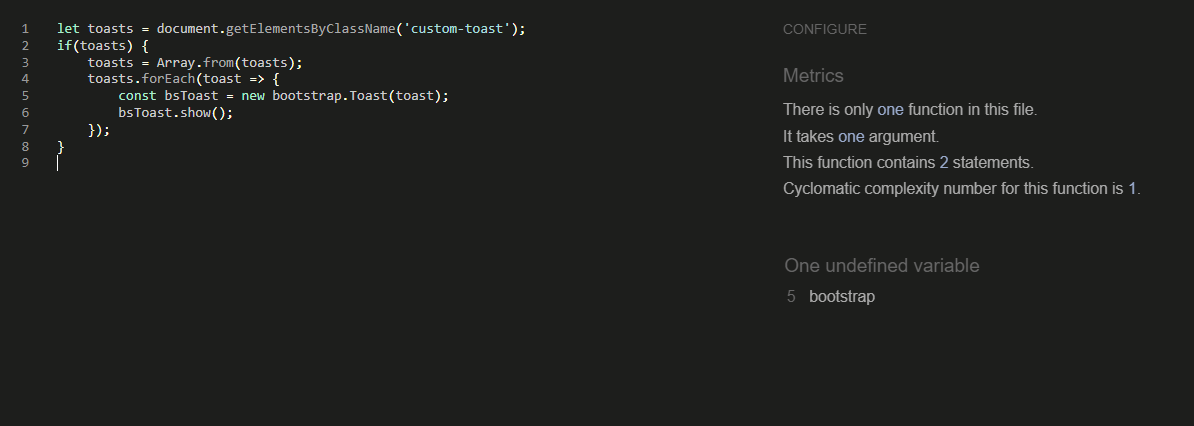 1 let toasts = document.getElementsByClassName('custom-toast');
2 if(toasts) {
3 toasts = Array.from(toasts);
4 toasts.forEach(toast => {
5 const bsToast = new bootstrap.Toast(toast);
6 bsToast.show();
7 });
8 }
9
CONFIGURE
Metrics
There is only one function in this file.
It takes one argument.
This function contains 2 statements.
Cyclomatic complexity number for this function is 1.
One undefined variable
5 bootstrap